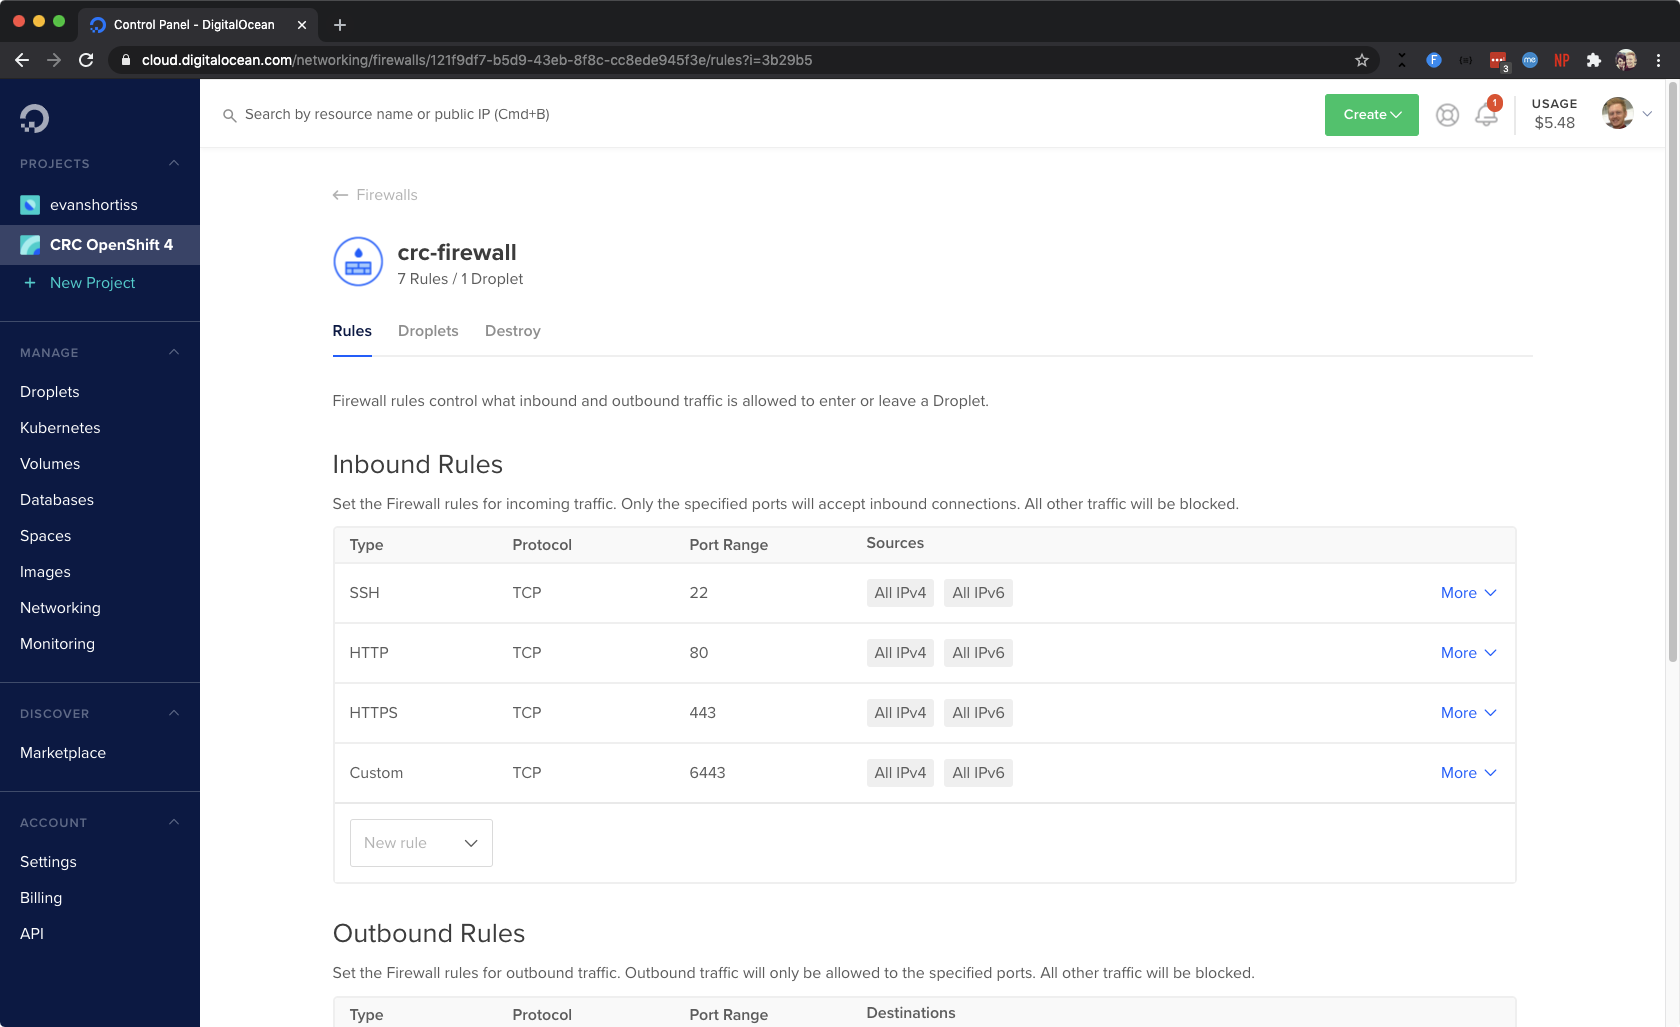 Control Panel - DigitalOcean
cloud.digitalocean.com/networking/firewalls/121f9df7-b5d9-43eb-8f8c-cc8ede945f3e/rules?i=3b29b5
F
3
me
NP
Search by resource name or public IP (Cmd+B)
Create
1
USAGE
$5.48
PROJECTS
evanshortiss
CRC OpenShift 4
+ New Project
MANAGE
Droplets
Kubernetes
Volumes
Databases
Spaces
Images
Networking
Monitoring
DISCOVER
Marketplace
ACCOUNT
Settings
Billing
API
← Firewalls
crc-firewall
7 Rules / 1 Droplet
Rules Droplets Destroy
Firewall rules control what inbound and outbound traffic is allowed to enter or leave a Droplet.
Inbound Rules
Set the Firewall rules for incoming traffic. Only the specified ports will accept inbound connections. All other traffic will be blocked.
Type Protocol Port Range Sources
SSH TCP 22 All IPv4 All IPv6 More
HTTP TCP 80 All IPv4 All IPv6 More
HTTPS TCP 443 All IPv4 All IPv6 More
Custom TCP 6443 All IPv4 All IPv6 More
New rule
Outbound Rules
Set the Firewall rules for outbound traffic. Outbound traffic will only be allowed to the specified ports. All other traffic will be blocked.
Type Protocol Port Range Destinations